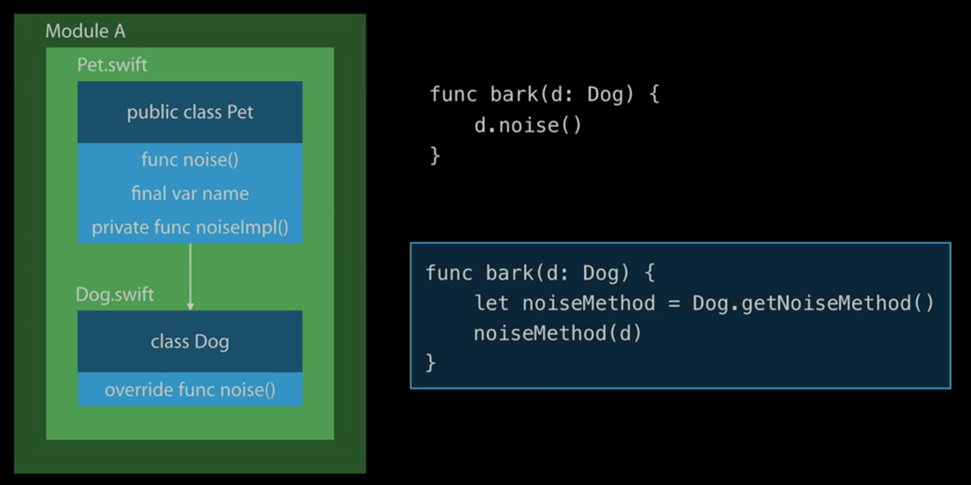 Module A
Pet.swift
public class Pet
func noise()
final var name
private func noiseImpl()
Dog.swift
class Dog
override func noise()
func bark(d: Dog) {
    d.noise()
}
func bark(d: Dog) {
    let noiseMethod = Dog.getNoiseMethod()
    noiseMethod(d)
}